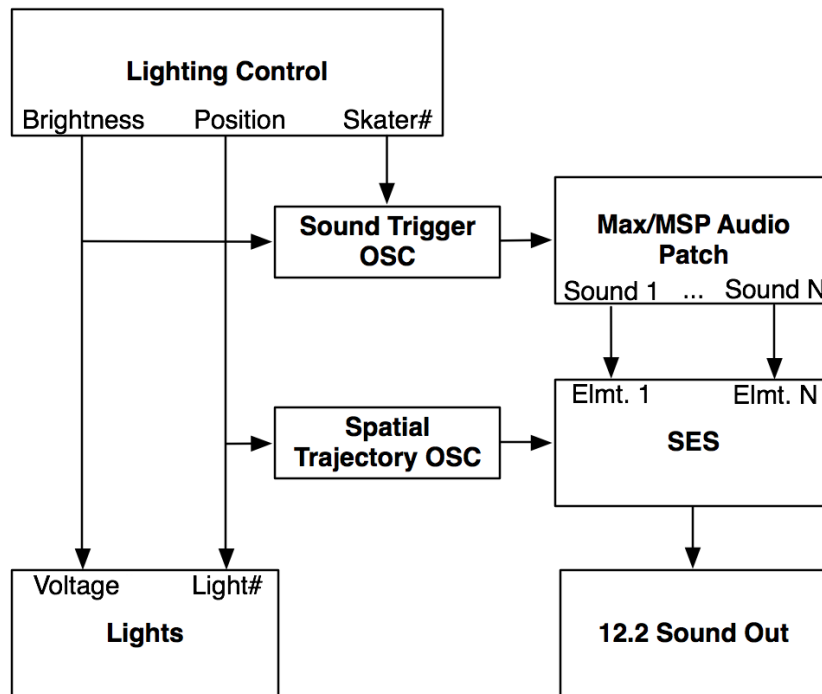 Lighting Control
Brightness Position Skater#
Sound Trigger
OSC
Max/MSP Audio
Patch
Sound 1 ... Sound N
Elmt. 1 Elmt. N
SES
Spatial
Trajectory OSC
Voltage Light#
Lights
12.2 Sound Out